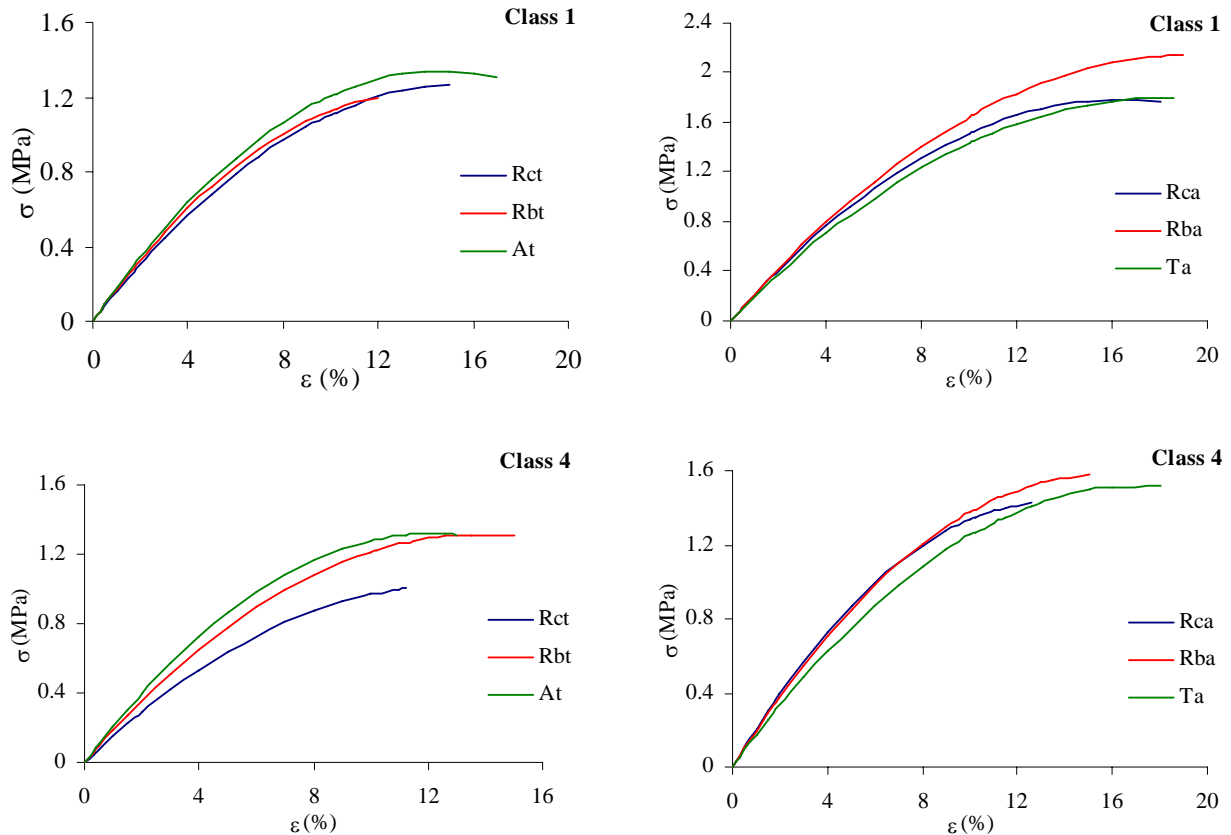 Class 1
1.6
1.2
0.8
0.4
0
σ (MPa)
Rct
Rbt
At
0 4 8 12 16 20
ε (%)
Class 1
2.4
2
1.6
1.2
0.8
0.4
0
σ (MPa)
Rca
Rba
Ta
0 4 8 12 16 20
ε (%)
Class 4
1.6
1.2
0.8
0.4
0
σ (MPa)
Rct
Rbt
At
0 4 8 12 16
ε (%)
Class 4
1.6
1.2
0.8
0.4
0
σ (MPa)
Rca
Rba
Ta
0 4 8 12 16 20
ε (%)